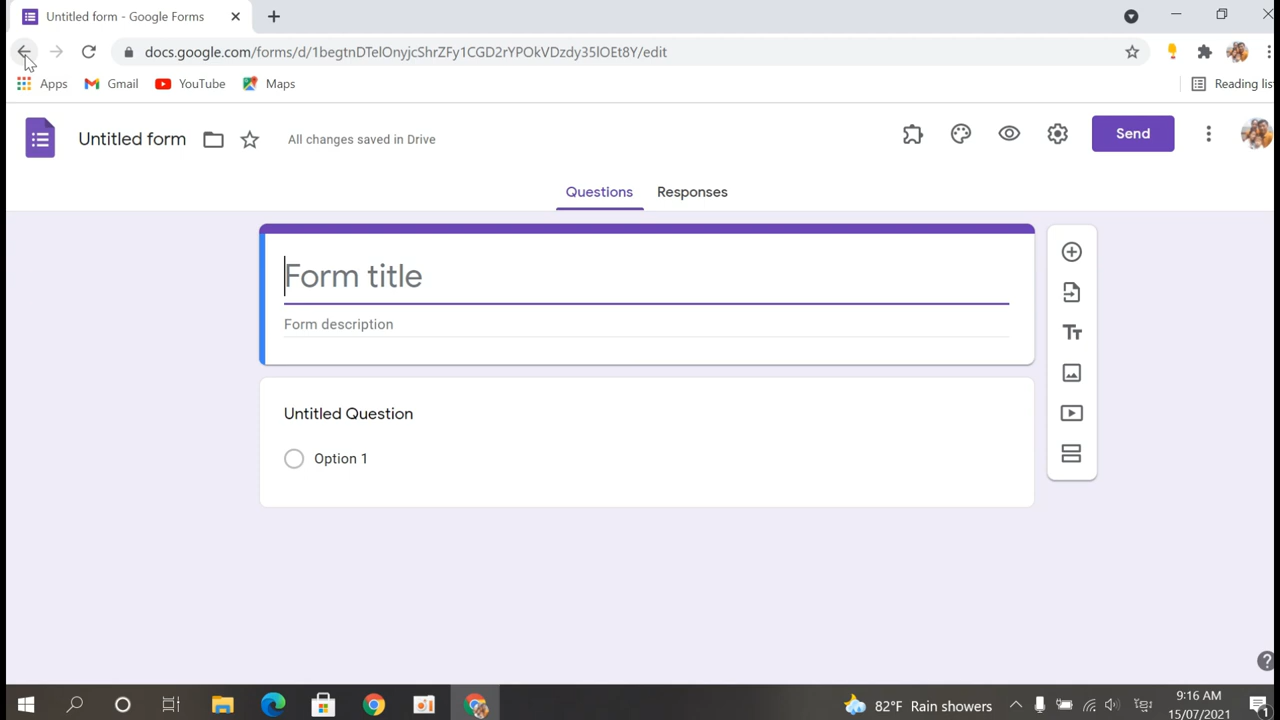 Untitled form - Google Forms
docs.google.com/forms/d/1begtnDTelOnyjcShrZFy1CGD2rYPOkVDzdy35lOEt8Y/edit
Apps Gmail YouTube Maps Reading lis
Untitled form All changes saved in Drive Send
Questions Responses
Form title
Form description
Untitled Question
Option 1
82°F Rain showers
9:16 AM
15/07/2021
1